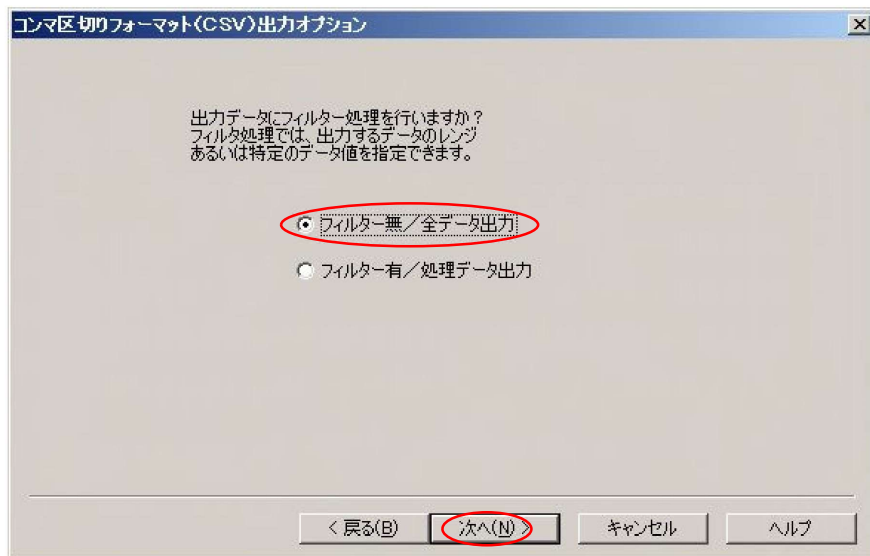 コンマ区切りフォーマット(CSV)出力オプション
出力データにフィルター処理を行いますか？
フィルタ処理では、出力するデータのレンジ
あるいは特定のデータ値を指定できます。
フィルター無／全データ出力
フィルター有／処理データ出力
< 戻る(B) 次へ(N) > キャンセル ヘルプ